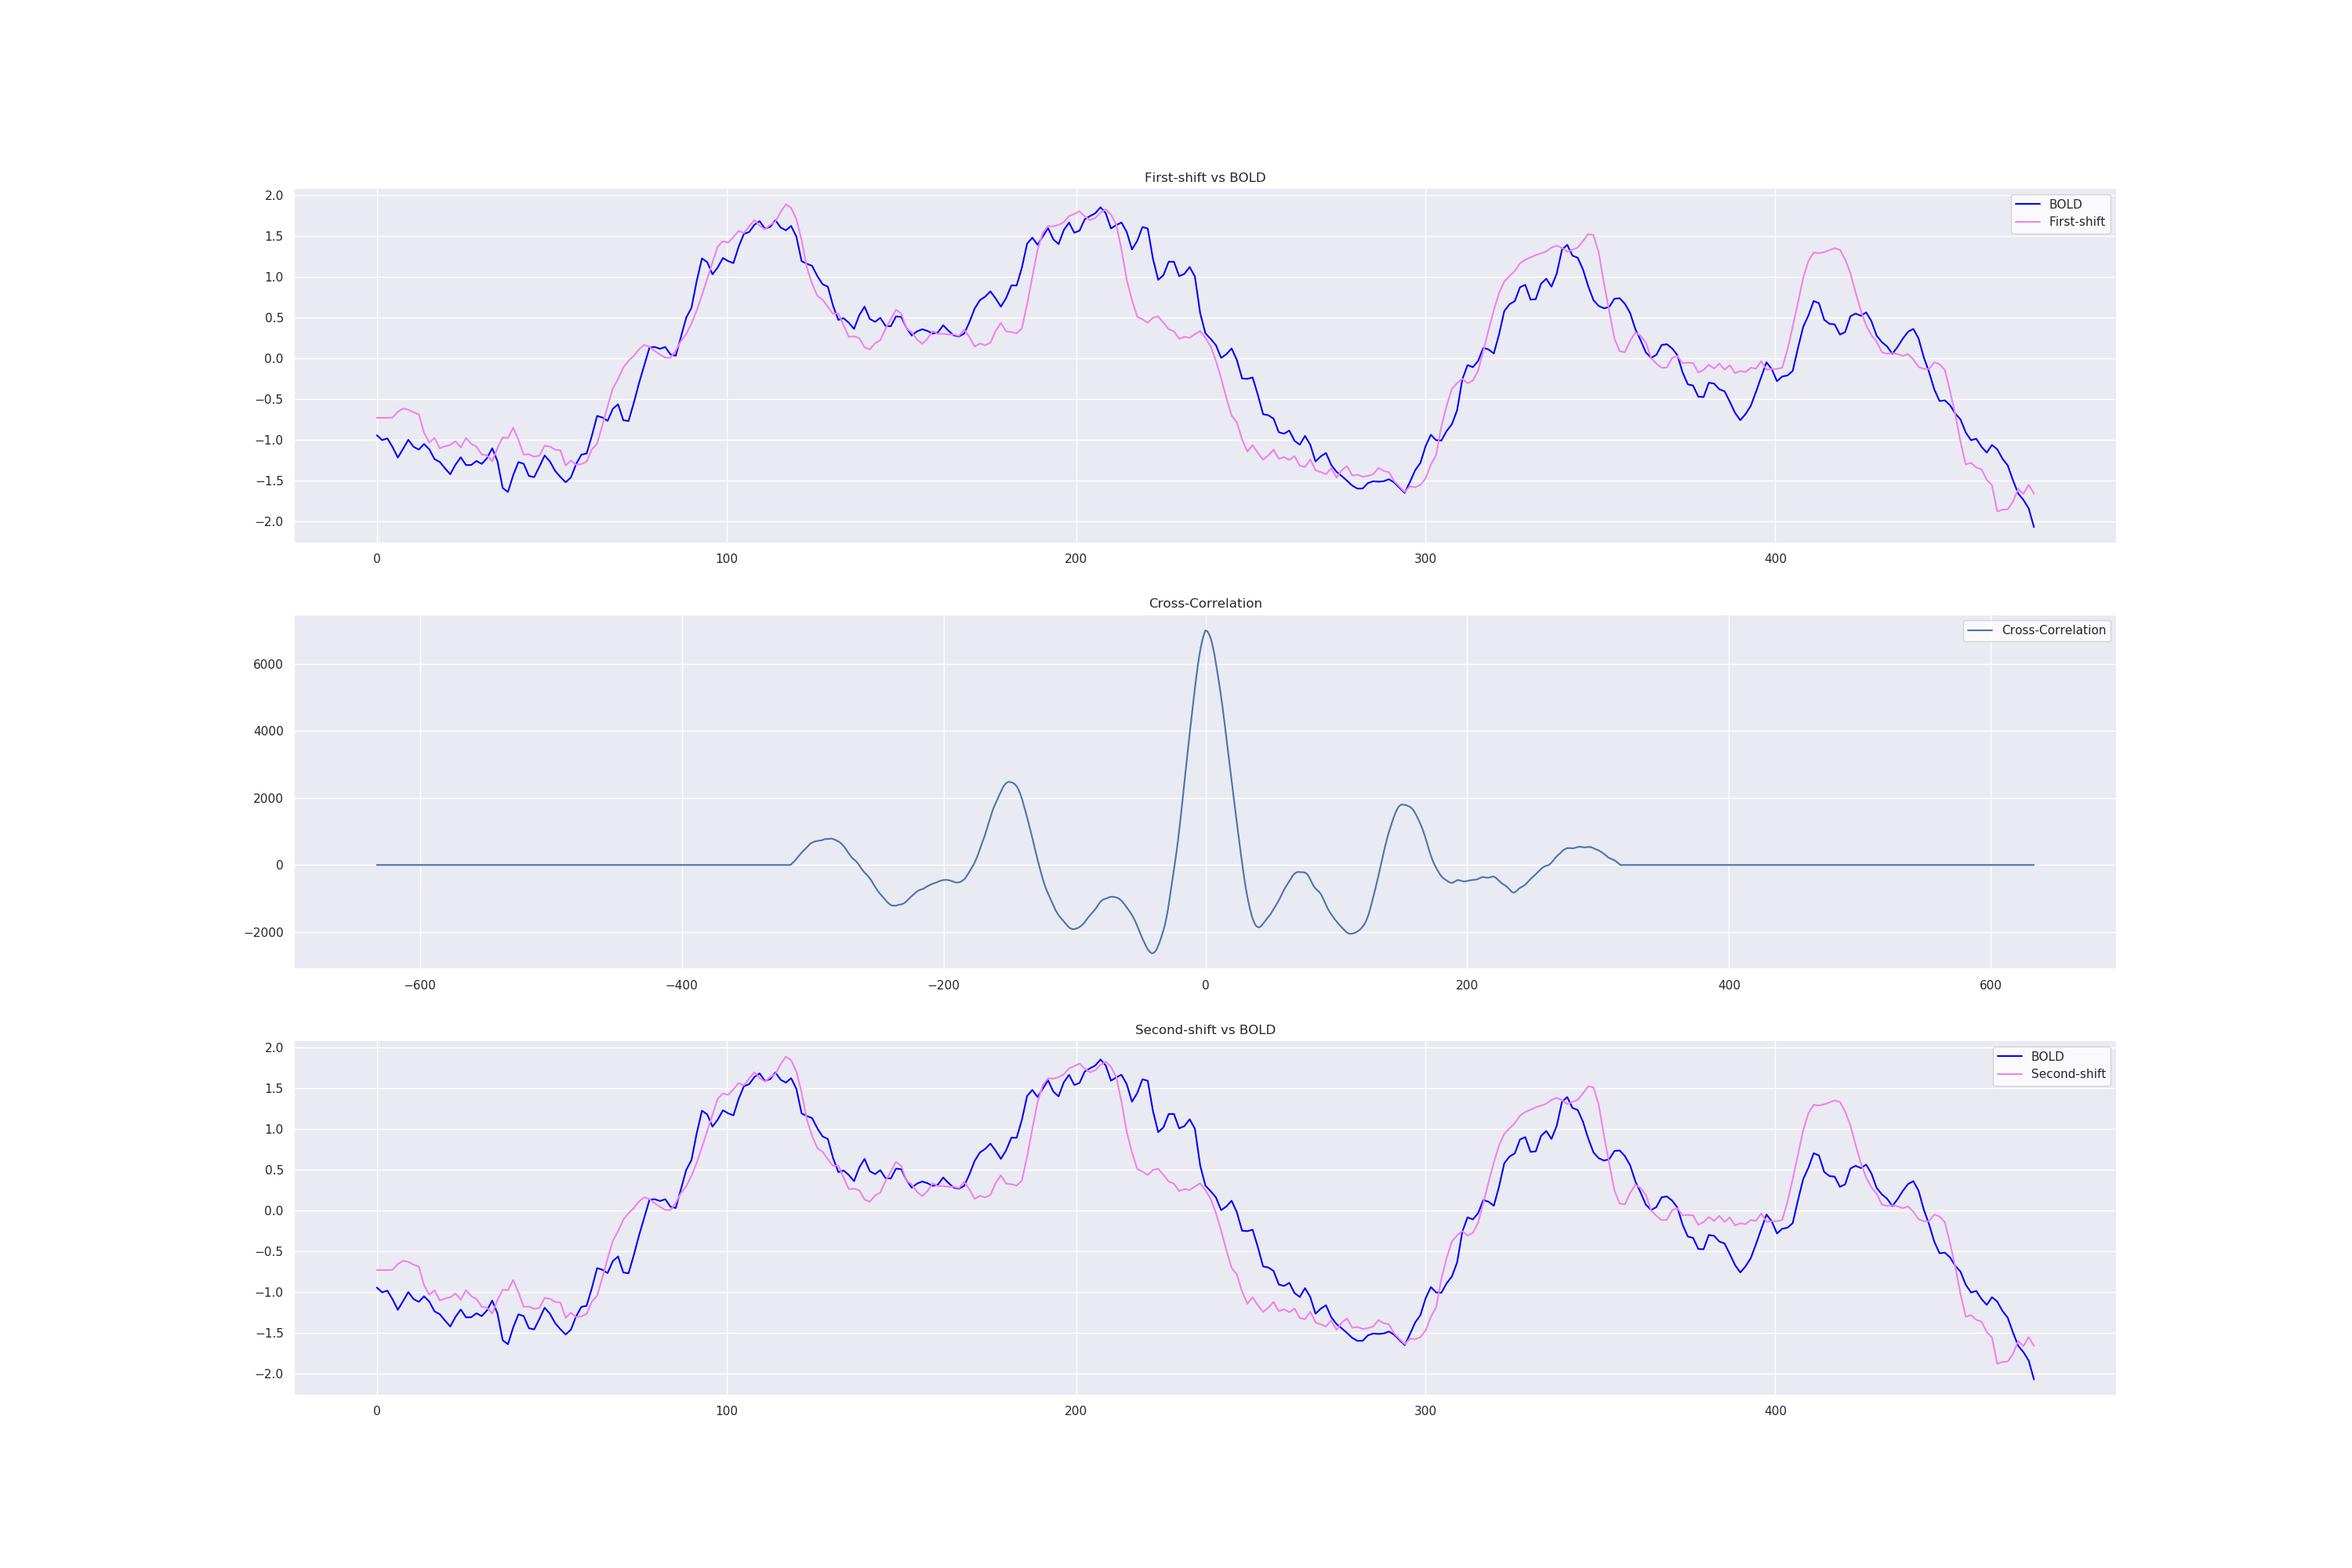 First-shift vs BOLD
BOLD
First-shift
2.0
1.5
1.0
0.5
0.0
−0.5
−1.0
−1.5
−2.0
0 100 200 300 400
Cross-Correlation
Cross-Correlation
6000
4000
2000
0
−2000
−600 −400 −200 0 200 400 600
Second-shift vs BOLD
BOLD
Second-shift
2.0
1.5
1.0
0.5
0.0
−0.5
−1.0
−1.5
−2.0
0 100 200 300 400